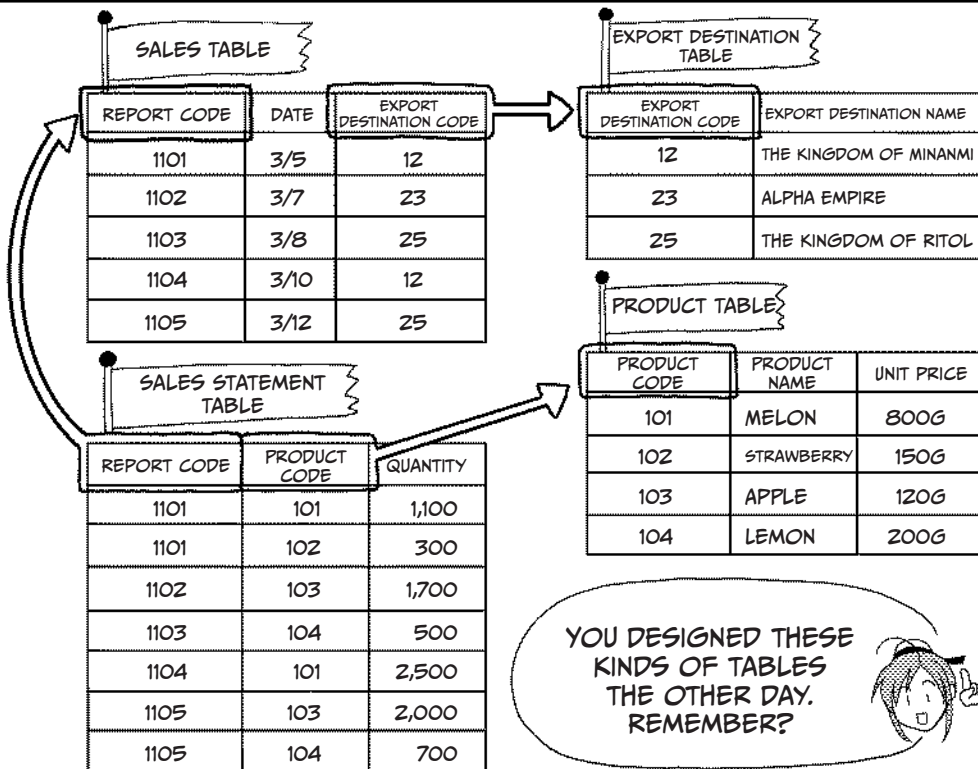 SALES TABLE
REPORT CODE DATE EXPORT
DESTINATION CODE
1101 3/5 12
1102 3/7 23
1103 3/8 25
1104 3/10 12
1105 3/12 25
EXPORT DESTINATION
TABLE
EXPORT
DESTINATION CODE EXPORT DESTINATION NAME
12 THE KINGDOM OF MINANMI
23 ALPHA EMPIRE
25 THE KINGDOM OF RITOL
SALES STATEMENT
TABLE
REPORT CODE PRODUCT
CODE QUANTITY
1101 101 1,100
1101 102 300
1102 103 1,700
1103 104 500
1104 101 2,500
1105 103 2,000
1105 104 700
PRODUCT TABLE
PRODUCT
CODE PRODUCT
NAME UNIT PRICE
101 MELON 800G
102 STRAWBERRY 150G
103 APPLE 120G
104 LEMON 200G
YOU DESIGNED THESE
KINDS OF TABLES
THE OTHER DAY.
REMEMBER?